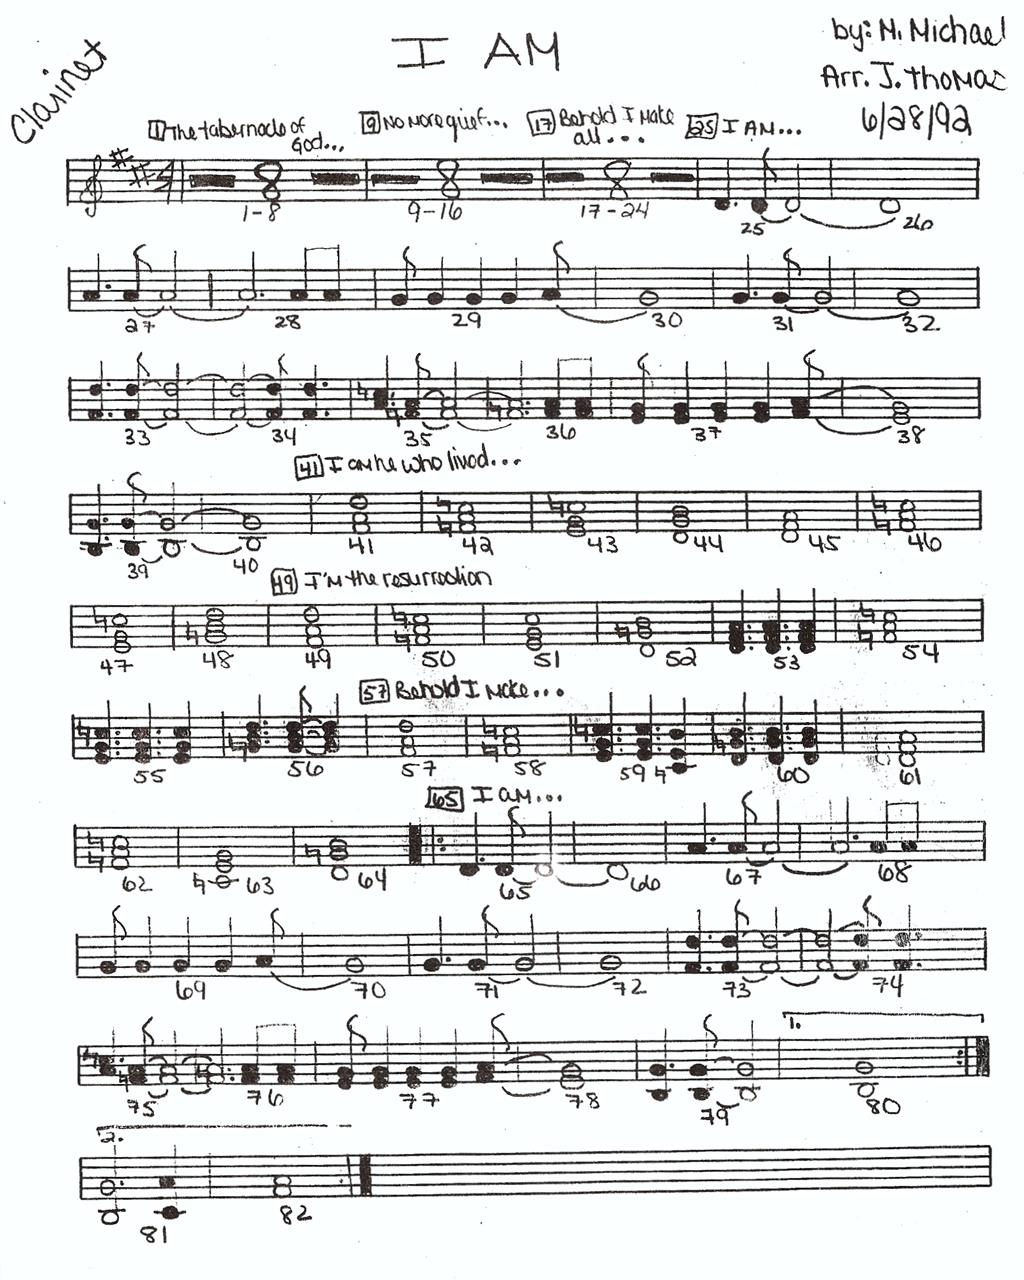 Clarinet
I AM
by: M. Michael
Arr. J. Thomas
6/28/92
1 The tabernacle of God...
9 No more quiet...
17 Behold I Make all....
25 I AM...
8 8 8
1-8 9-16 17-24 25 26
27 28 29 30 31 32
33 34 35 36 37 38
41 I am he who lived...
39 40 41 42 43 44 45 46
49 I'm the resurrection
47 48 49 50 51 52 53 54
57 Behold I Make...
55 56 57 58 59 60 61
65 I am...
62 63 64 65 66 67 68
69 70 71 72 73 74
1.
75 76 77 78 79 80
2.
81 82